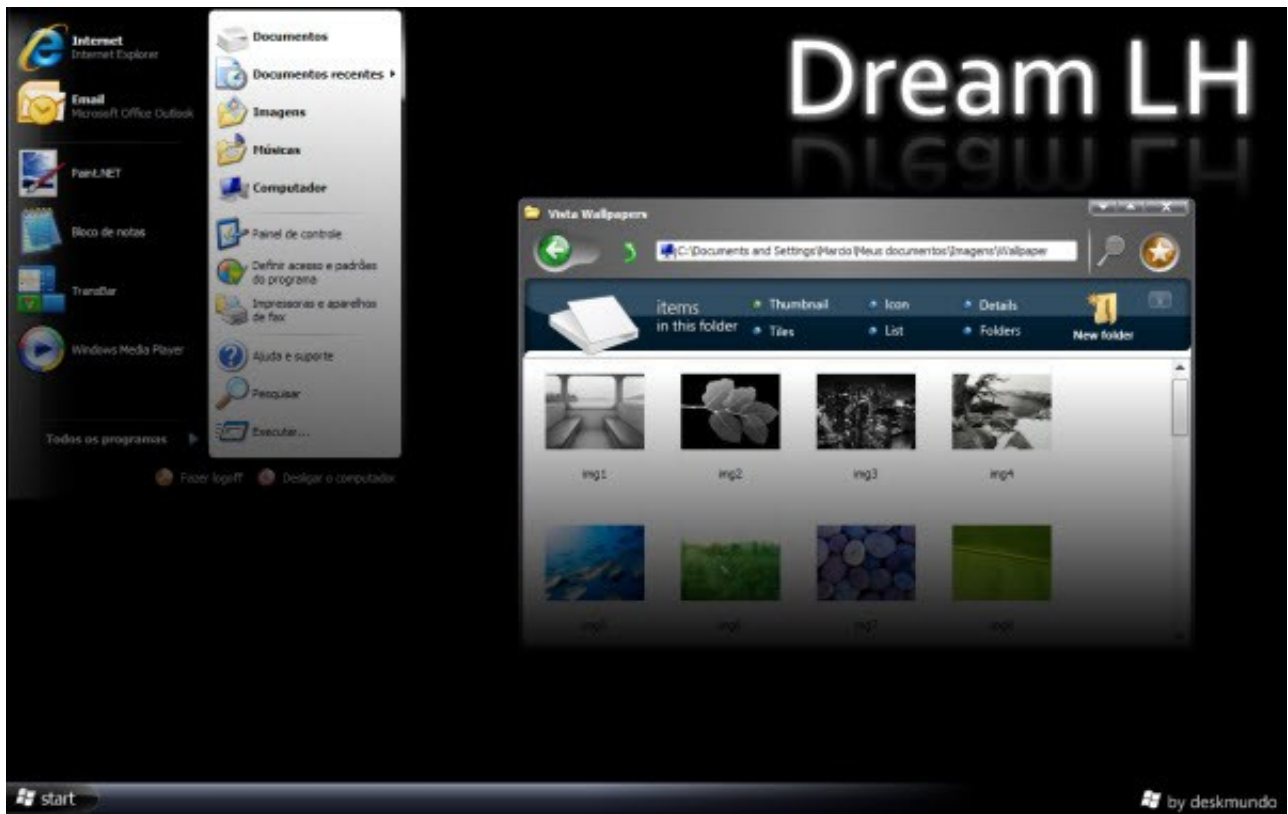 Internet
Internet Explorer
Email
Microsoft Office Outlook
Paint.NET
Bloco de notas
TransBar
Windows Media Player
Todos os programas
Documentos
Documentos recentes
Imagens
Músicas
Computador
Painel de controle
Definir acesso e padrões
do programa
Impressoras e aparelhos
de fax
Ajuda e suporte
Pesquisar
Executar...
Fazer logoff
Desligar o computador
Dream LH
Vista Wallpapers
C:\Documents and Settings\Marcio\Meus documentos\Imagens\Wallpaper
items
in this folder
Thumbnail
Icon
Details
Tiles
List
Folders
New folder
img1
img2
img3
img4
img5
img6
img7
img8
start
by deskmundo